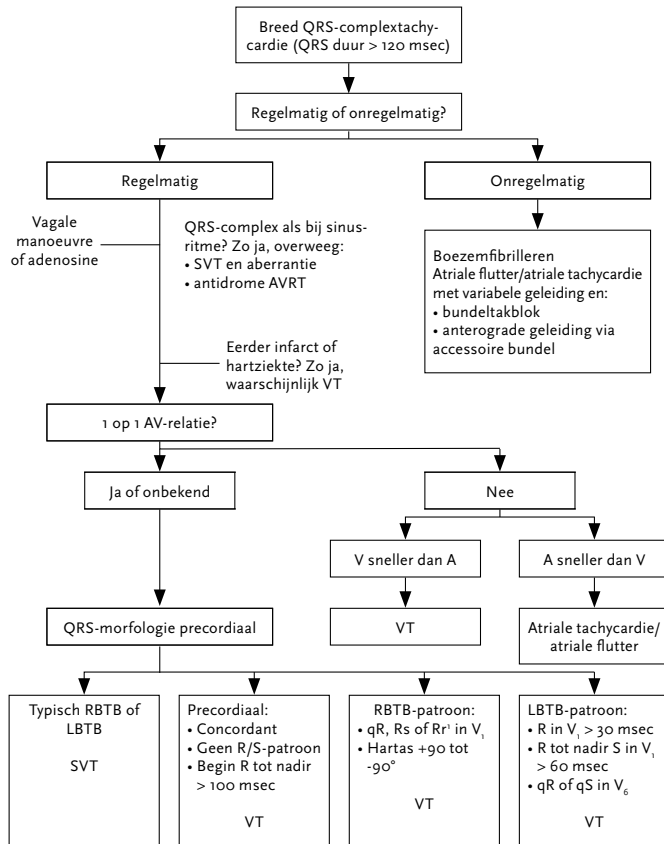 Breed QRS-complextachy-
cardie (QRS duur > 120 msec)
Regelmatig of onregelmatig?
Regelmatig
Onregelmatig
Vagale
manoeuvre
of adenosine
QRS-complex als bij sinus-
ritme? Zo ja, overweeg:
• SVT en aberrantie
• antidrome AVRT
Boezemfibrilleren
Atriale flutter/atriale tachycardie
met variabele geleiding en:
• bundeltakblok
• anterograde geleiding via
accessoire bundel
Eerder infarct of
hartziekte? Zo ja,
waarschijnlijk VT
1 op 1 AV-relatie?
Ja of onbekend
Nee
V sneller dan A
A sneller dan V
VT
Atriale tachycardie/
atriale flutter
QRS-morfologie precordiaal
Typisch RBTB of
LBTB
SVT
Precordiaal:
• Concordant
• Geen R/S-patroon
• Begin R tot nadir
> 100 msec
VT
RBTB-patroon:
• qR, Rs of Rr¹ in V₁
• Hartas +90 tot
-90°
VT
LBTB-patroon:
• R in V₁ > 30 msec
• R tot nadir S in V₁
> 60 msec
• qR of qS in V₆
VT